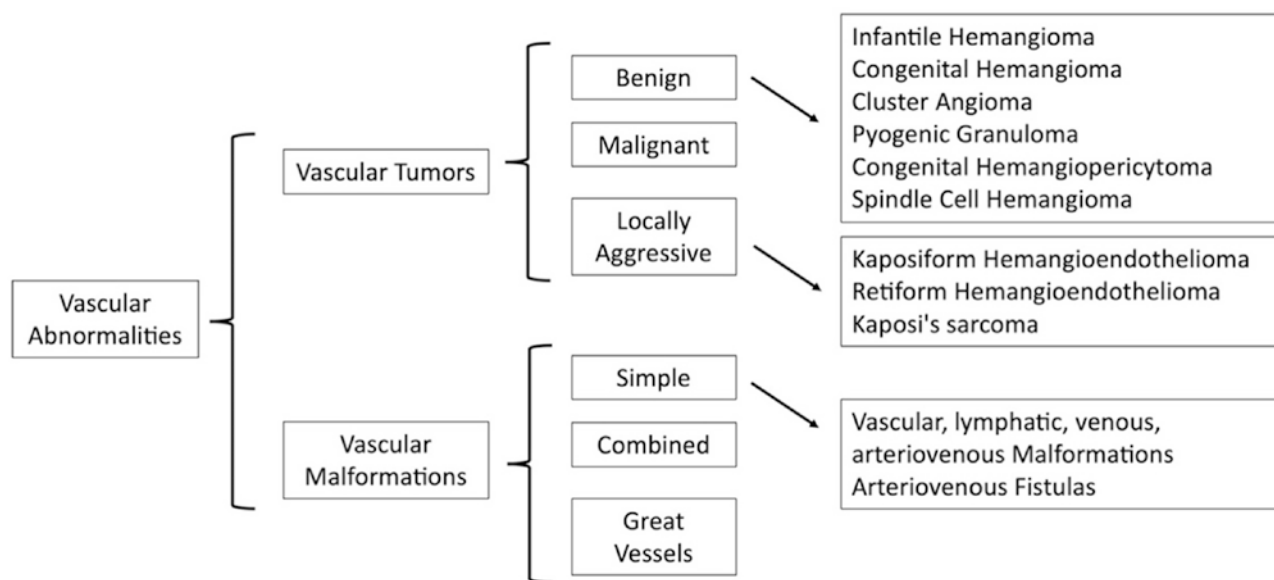 Vascular
Abnormalities
Vascular Tumors
Vascular
Malformations
Benign
Malignant
Locally
Aggressive
Simple
Combined
Great
Vessels
Infantile Hemangioma
Congenital Hemangioma
Cluster Angioma
Pyogenic Granuloma
Congenital Hemangiopericytoma
Spindle Cell Hemangioma
Kaposiform Hemangioendothelioma
Retiform Hemangioendothelioma
Kaposi's sarcoma
Vascular, lymphatic, venous,
arteriovenous Malformations
Arteriovenous Fistulas